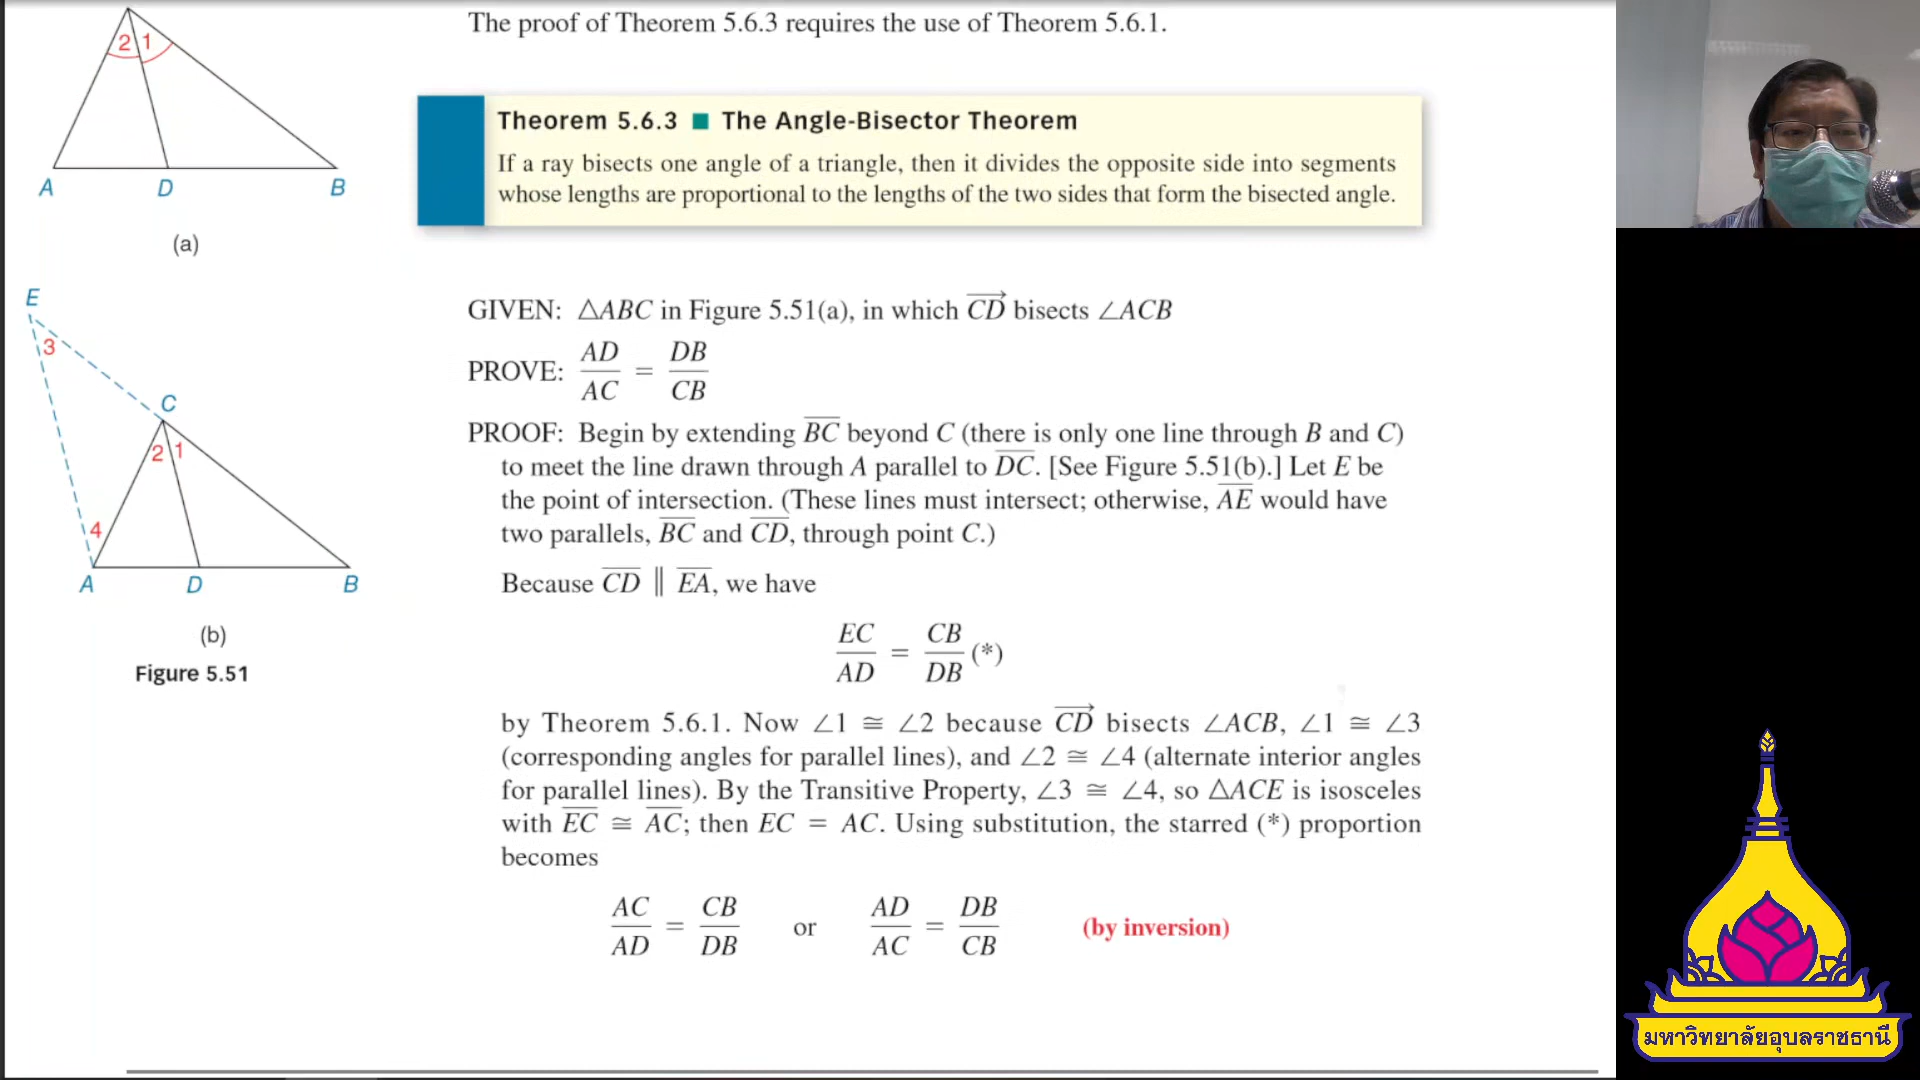 The proof of Theorem 5.6.3 requires the use of Theorem 5.6.1.
2 1
A D B
(a)
Theorem 5.6.3 ■ The Angle-Bisector Theorem
If a ray bisects one angle of a triangle, then it divides the opposite side into segments
whose lengths are proportional to the lengths of the two sides that form the bisected angle.
E
3
C
2 1
4
A D B
(b)
Figure 5.51
GIVEN: △ABC in Figure 5.51(a), in which CD→ bisects ∠ACB
PROVE: AD/AC = DB/CB
PROOF: Begin by extending B̅C̅ beyond C (there is only one line through B and C)
to meet the line drawn through A parallel to D̅C̅. [See Figure 5.51(b).] Let E be
the point of intersection. (These lines must intersect; otherwise, A̅E̅ would have
two parallels, B̅C̅ and C̅D̅, through point C.)
Because C̅D̅ ∥ E̅A̅, we have
EC/AD = CB/DB (*)
by Theorem 5.6.1. Now ∠1 ≅ ∠2 because CD→ bisects ∠ACB, ∠1 ≅ ∠3
(corresponding angles for parallel lines), and ∠2 ≅ ∠4 (alternate interior angles
for parallel lines). By the Transitive Property, ∠3 ≅ ∠4, so △ACE is isosceles
with E̅C̅ ≅ A̅C̅; then EC = AC. Using substitution, the starred (*) proportion
becomes
AC/AD = CB/DB or AD/AC = DB/CB (by inversion)
มหาวิทยาลัยอุบลราชธานี